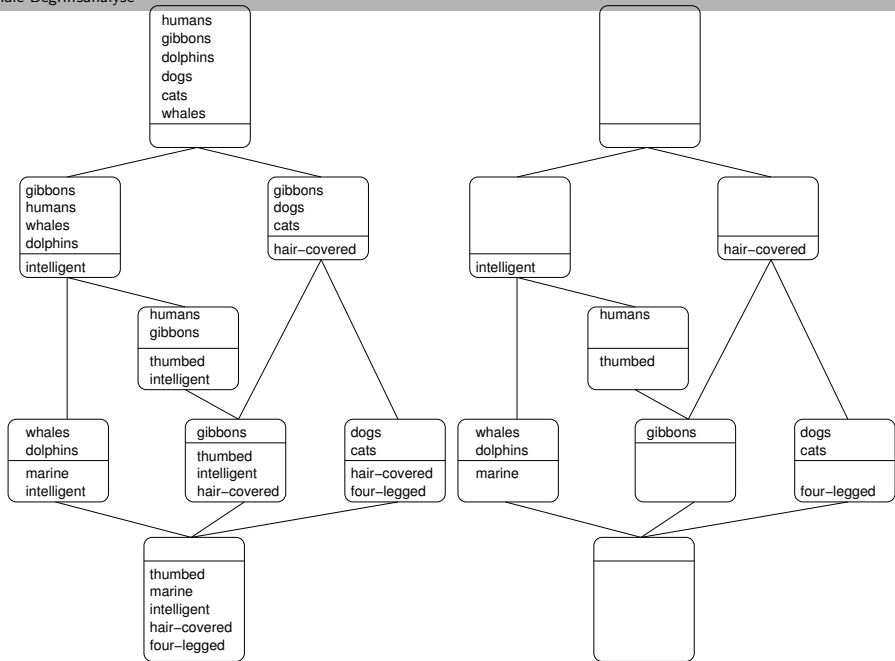 humans
gibbons
dolphins
dogs
cats
whales
gibbons
humans
whales
dolphins
intelligent
gibbons
dogs
cats
hair–covered
humans
gibbons
thumbed
intelligent
whales
dolphins
marine
intelligent
gibbons
thumbed
intelligent
hair–covered
dogs
cats
hair–covered
four–legged
thumbed
marine
intelligent
hair–covered
four–legged
intelligent
hair–covered
humans
thumbed
whales
dolphins
marine
gibbons
dogs
cats
four–legged